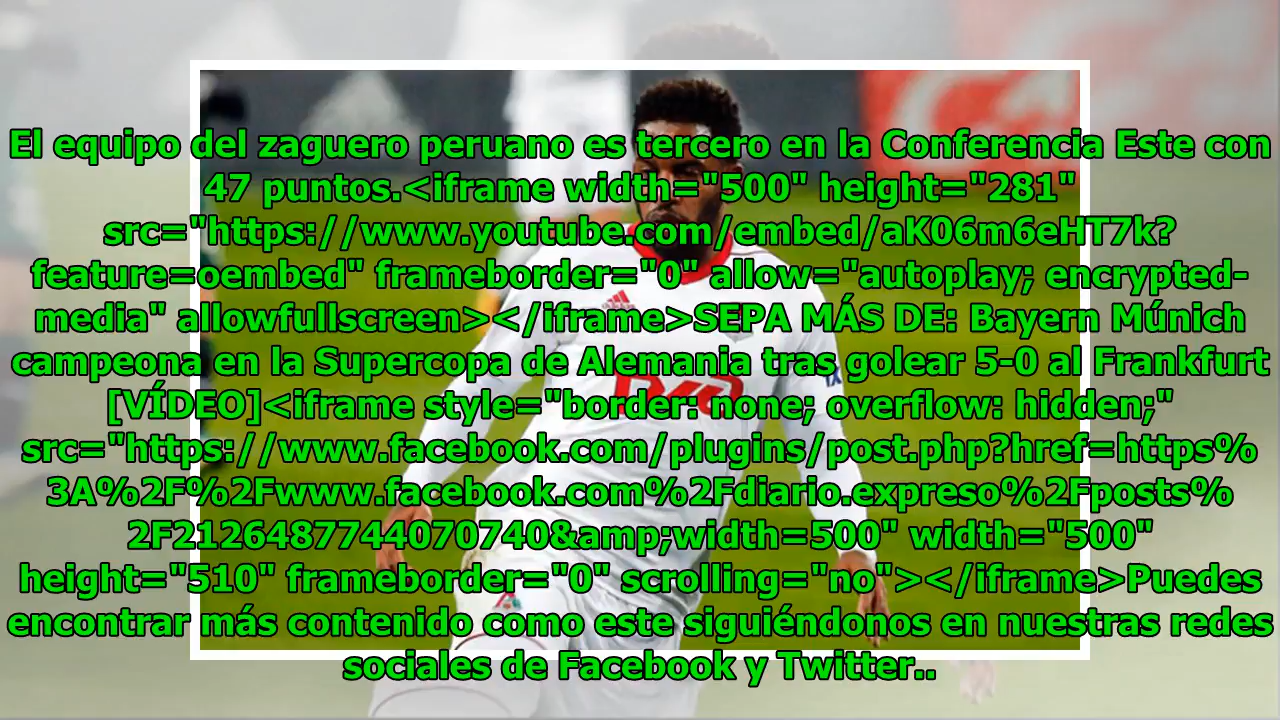 El equipo del zaguero peruano es tercero en la Conferencia Este con
47 puntos.<iframe width="500" height="281"
src="https://www.youtube.com/embed/aK06m6eHT7k?
feature=oembed" frameborder="0" allow="autoplay; encrypted-
media" allowfullscreen></iframe>SEPA MÁS DE: Bayern Múnich
campeona en la Supercopa de Alemania tras golear 5-0 al Frankfurt
[VÍDEO]<iframe style="border: none; overflow: hidden;"
src="https://www.facebook.com/plugins/post.php?href=https%
3A%2F%2Fwww.facebook.com%2Fdiario.expreso%2Fposts%
2F2126487744070740&amp;width=500" width="500"
height="510" frameborder="0" scrolling="no"></iframe>Puedes
encontrar más contenido como este siguiéndonos en nuestras redes
sociales de Facebook y Twitter..